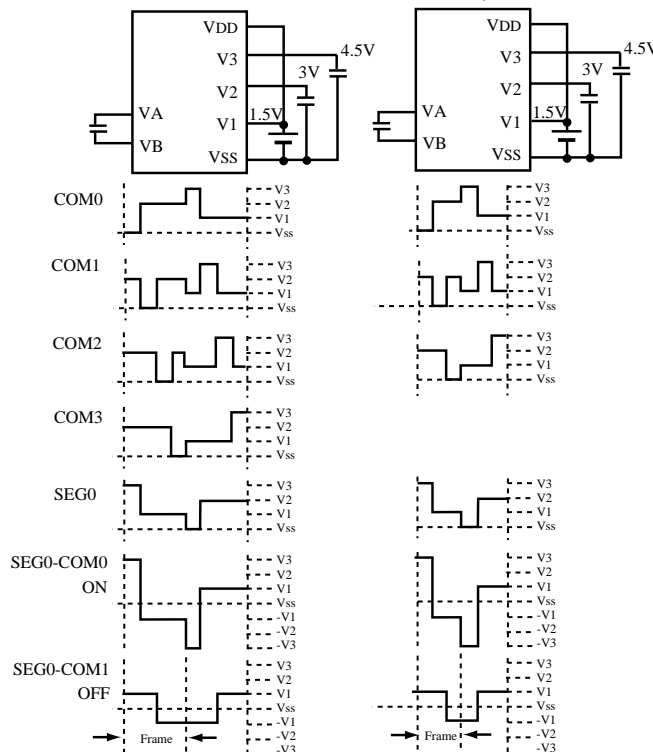 VDD
V3
4.5V
V2
3V
VA
V1
1.5V
VB
VSS
VDD
V3
4.5V
V2
3V
VA
V1
1.5V
VB
VSS
COM0
V3
V2
V1
Vss
V3
V2
V1
Vss
COM1
V3
V2
V1
Vss
V3
V2
V1
Vss
COM2
V3
V2
V1
Vss
V3
V2
V1
Vss
COM3
V3
V2
V1
Vss
SEG0
V3
V2
V1
Vss
V3
V2
V1
Vss
SEG0-COM0
ON
V3
V2
V1
Vss
-V1
-V2
-V3
V3
V2
V1
Vss
-V1
-V2
-V3
SEG0-COM1
OFF
V3
V2
V1
Vss
-V1
-V2
-V3
Frame
V3
V2
V1
Vss
-V1
-V2
-V3
Frame